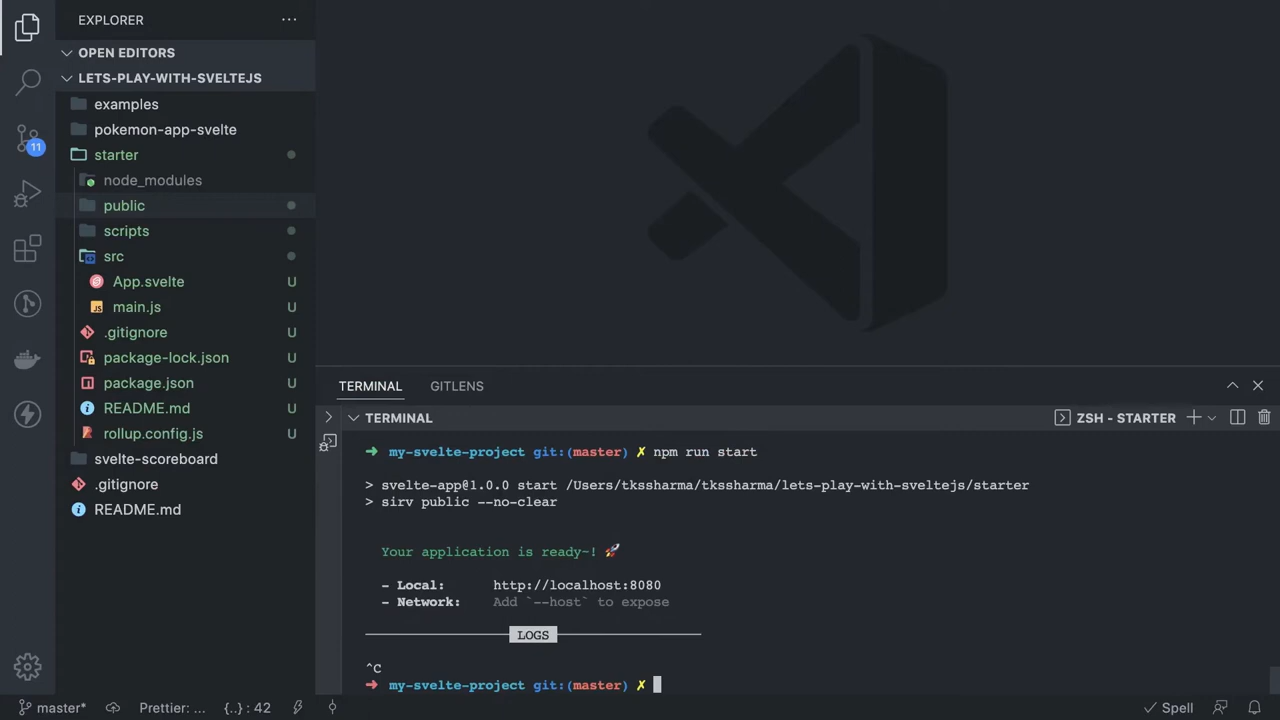 EXPLORER
OPEN EDITORS
LETS-PLAY-WITH-SVELTEJS
examples
pokemon-app-svelte
starter
node_modules
public
scripts
src
App.svelte U
JS main.js U
.gitignore U
package-lock.json U
package.json U
README.md U
rollup.config.js U
svelte-scoreboard
.gitignore
README.md
11
TERMINAL GITLENS
TERMINAL
ZSH - STARTER
➜ my-svelte-project git:(master) ✗ npm run start
> svelte-app@1.0.0 start /Users/tkssharma/tkssharma/lets-play-with-sveltejs/starter
> sirv public --no-clear
Your application is ready~! 🚀
- Local: http://localhost:8080
- Network: Add `--host` to expose
LOGS
^C
➜ my-svelte-project git:(master) ✗
master* Prettier: ... {..} : 42 Spell